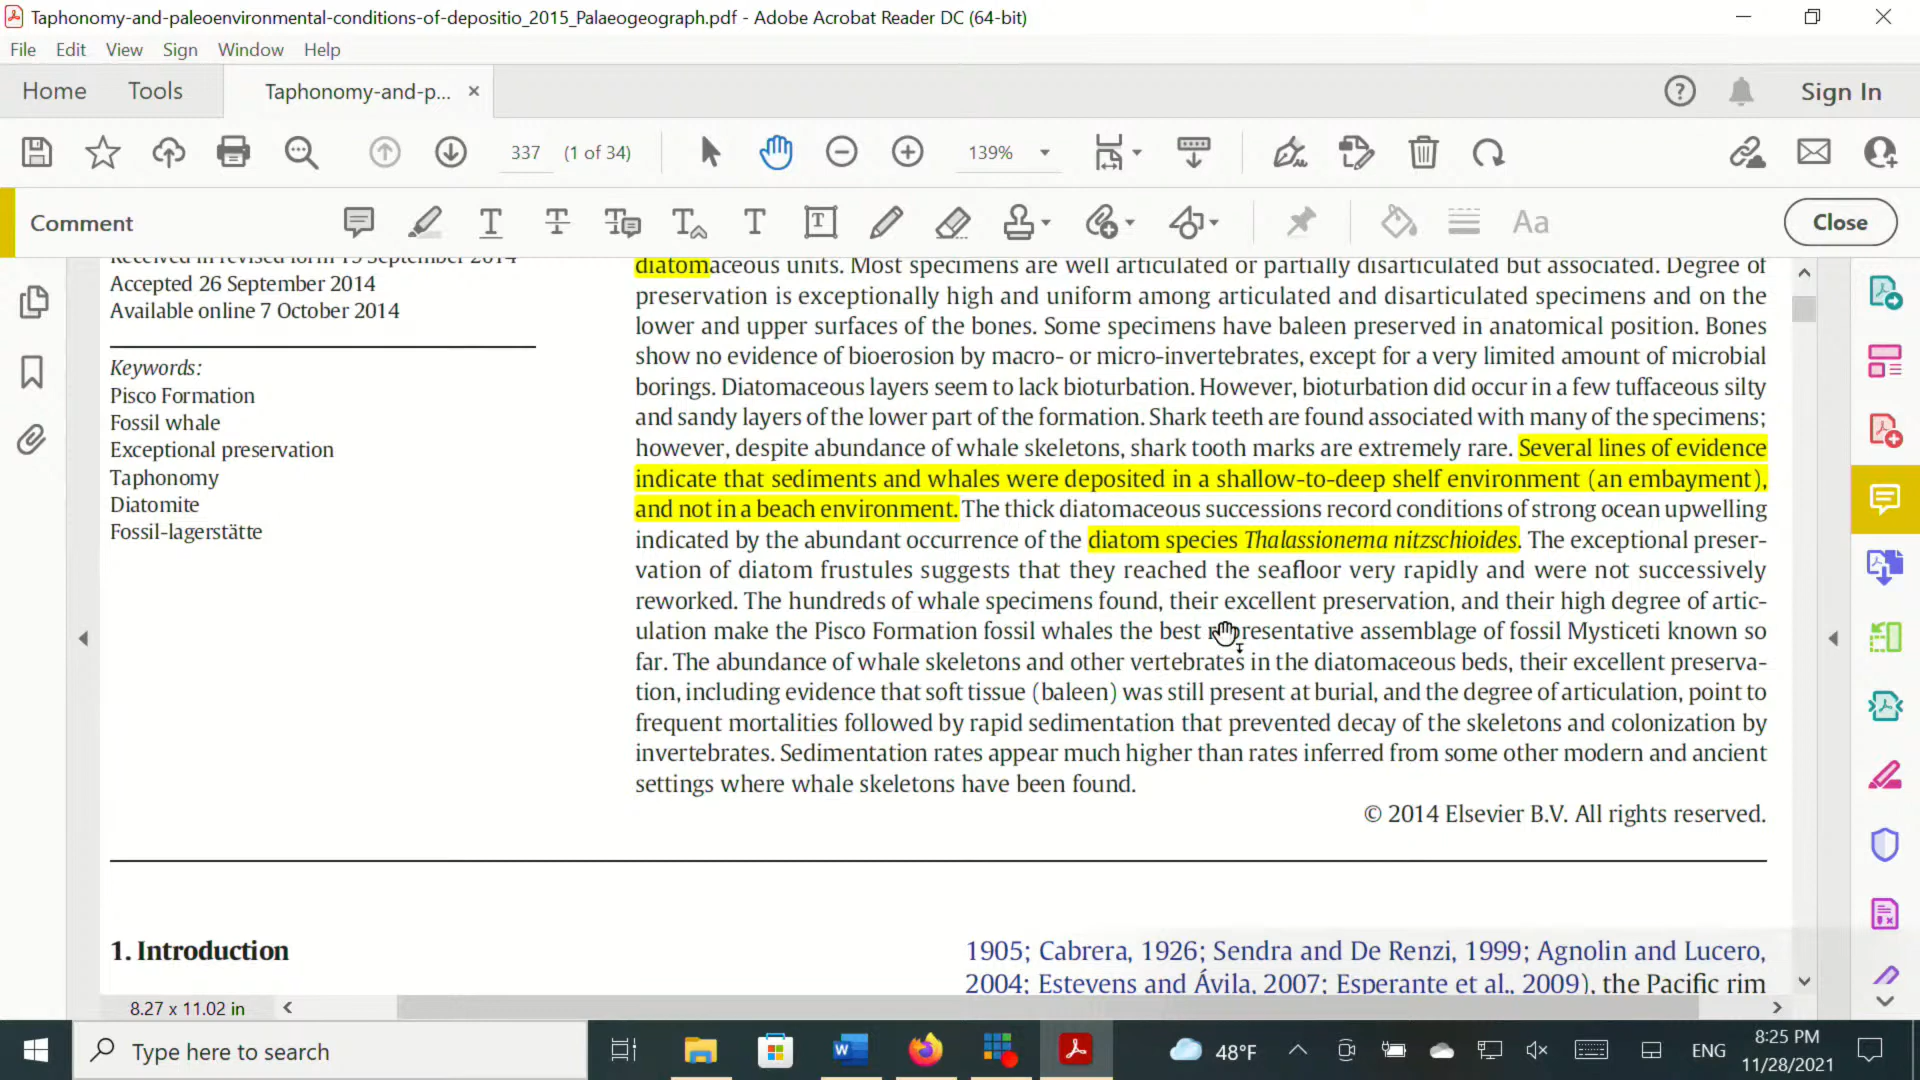 Taphonomy-and-paleoenvironmental-conditions-of-depositio_2015_Palaeogeograph.pdf - Adobe Acrobat Reader DC (64-bit)
File Edit View Sign Window Help
Home Tools Taphonomy-and-p... × Sign In
337 (1 of 34) 139%
Comment Close
Received in revised form 15 September 2014
Accepted 26 September 2014
Available online 7 October 2014
Keywords:
Pisco Formation
Fossil whale
Exceptional preservation
Taphonomy
Diatomite
Fossil-lagerstätte
diatomaceous units. Most specimens are well articulated or partially disarticulated but associated. Degree of
preservation is exceptionally high and uniform among articulated and disarticulated specimens and on the
lower and upper surfaces of the bones. Some specimens have baleen preserved in anatomical position. Bones
show no evidence of bioerosion by macro- or micro-invertebrates, except for a very limited amount of microbial
borings. Diatomaceous layers seem to lack bioturbation. However, bioturbation did occur in a few tuffaceous silty
and sandy layers of the lower part of the formation. Shark teeth are found associated with many of the specimens;
however, despite abundance of whale skeletons, shark tooth marks are extremely rare. Several lines of evidence
indicate that sediments and whales were deposited in a shallow-to-deep shelf environment (an embayment),
and not in a beach environment. The thick diatomaceous successions record conditions of strong ocean upwelling
indicated by the abundant occurrence of the diatom species Thalassionema nitzschioides. The exceptional preser-
vation of diatom frustules suggests that they reached the seafloor very rapidly and were not successively
reworked. The hundreds of whale specimens found, their excellent preservation, and their high degree of artic-
ulation make the Pisco Formation fossil whales the best representative assemblage of fossil Mysticeti known so
far. The abundance of whale skeletons and other vertebrates in the diatomaceous beds, their excellent preserva-
tion, including evidence that soft tissue (baleen) was still present at burial, and the degree of articulation, point to
frequent mortalities followed by rapid sedimentation that prevented decay of the skeletons and colonization by
invertebrates. Sedimentation rates appear much higher than rates inferred from some other modern and ancient
settings where whale skeletons have been found.
© 2014 Elsevier B.V. All rights reserved.
1. Introduction
1905; Cabrera, 1926; Sendra and De Renzi, 1999; Agnolin and Lucero,
2004; Estevens and Ávila, 2007; Esperante et al., 2009), the Pacific rim
8.27 x 11.02 in
Type here to search
48°F
ENG
8:25 PM
11/28/2021